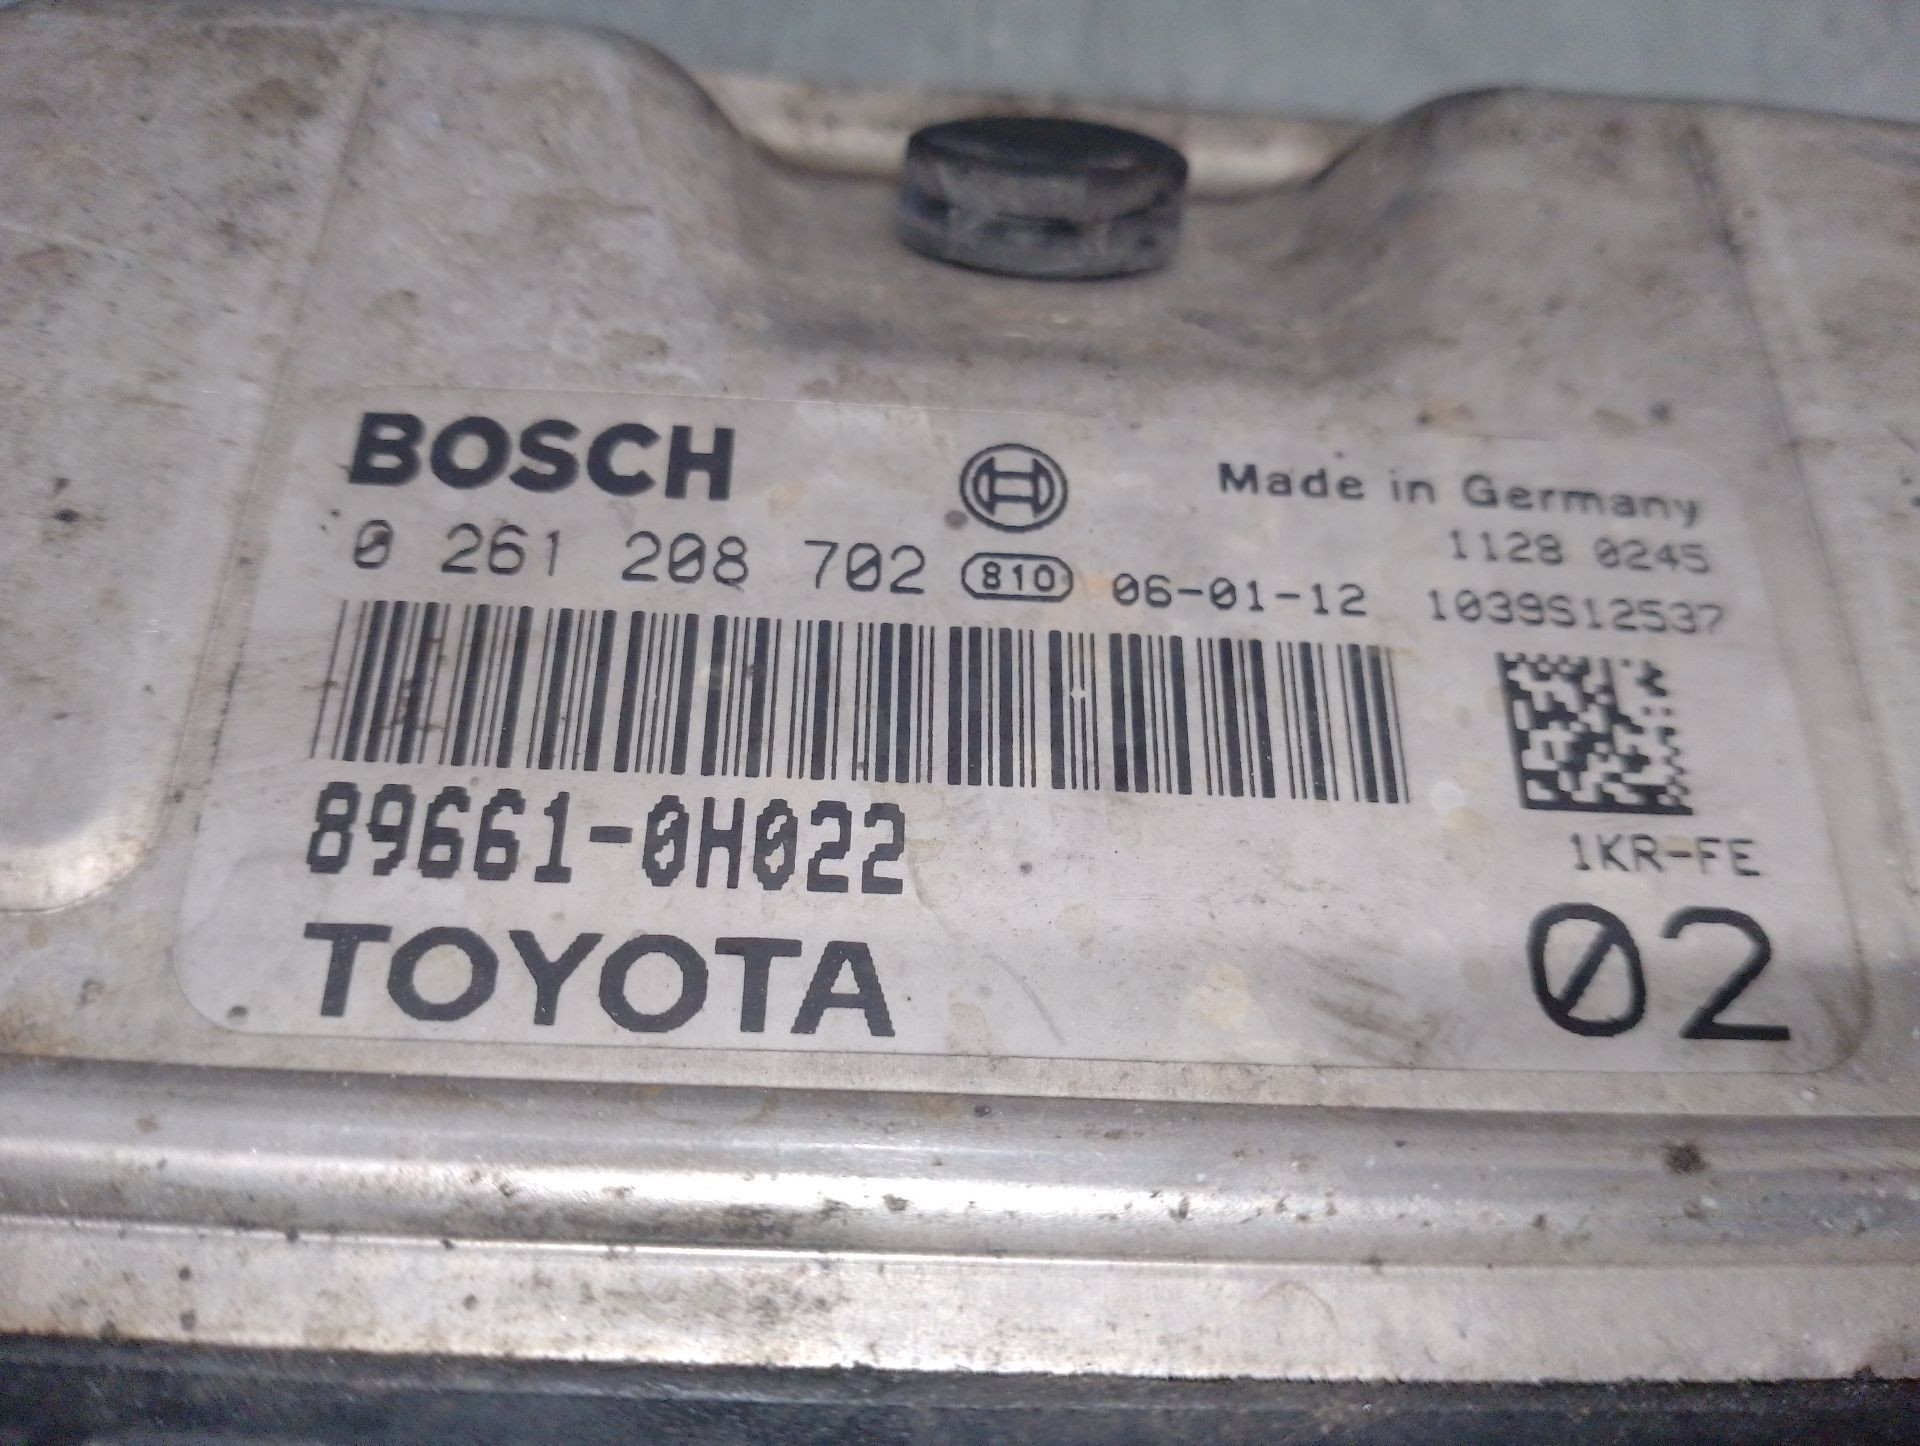 BOSCH
Made in Germany
1128 0245
0 261 208 702 810 06-01-12 1039S12537
89661-0H022
1KR-FE
TOYOTA
02